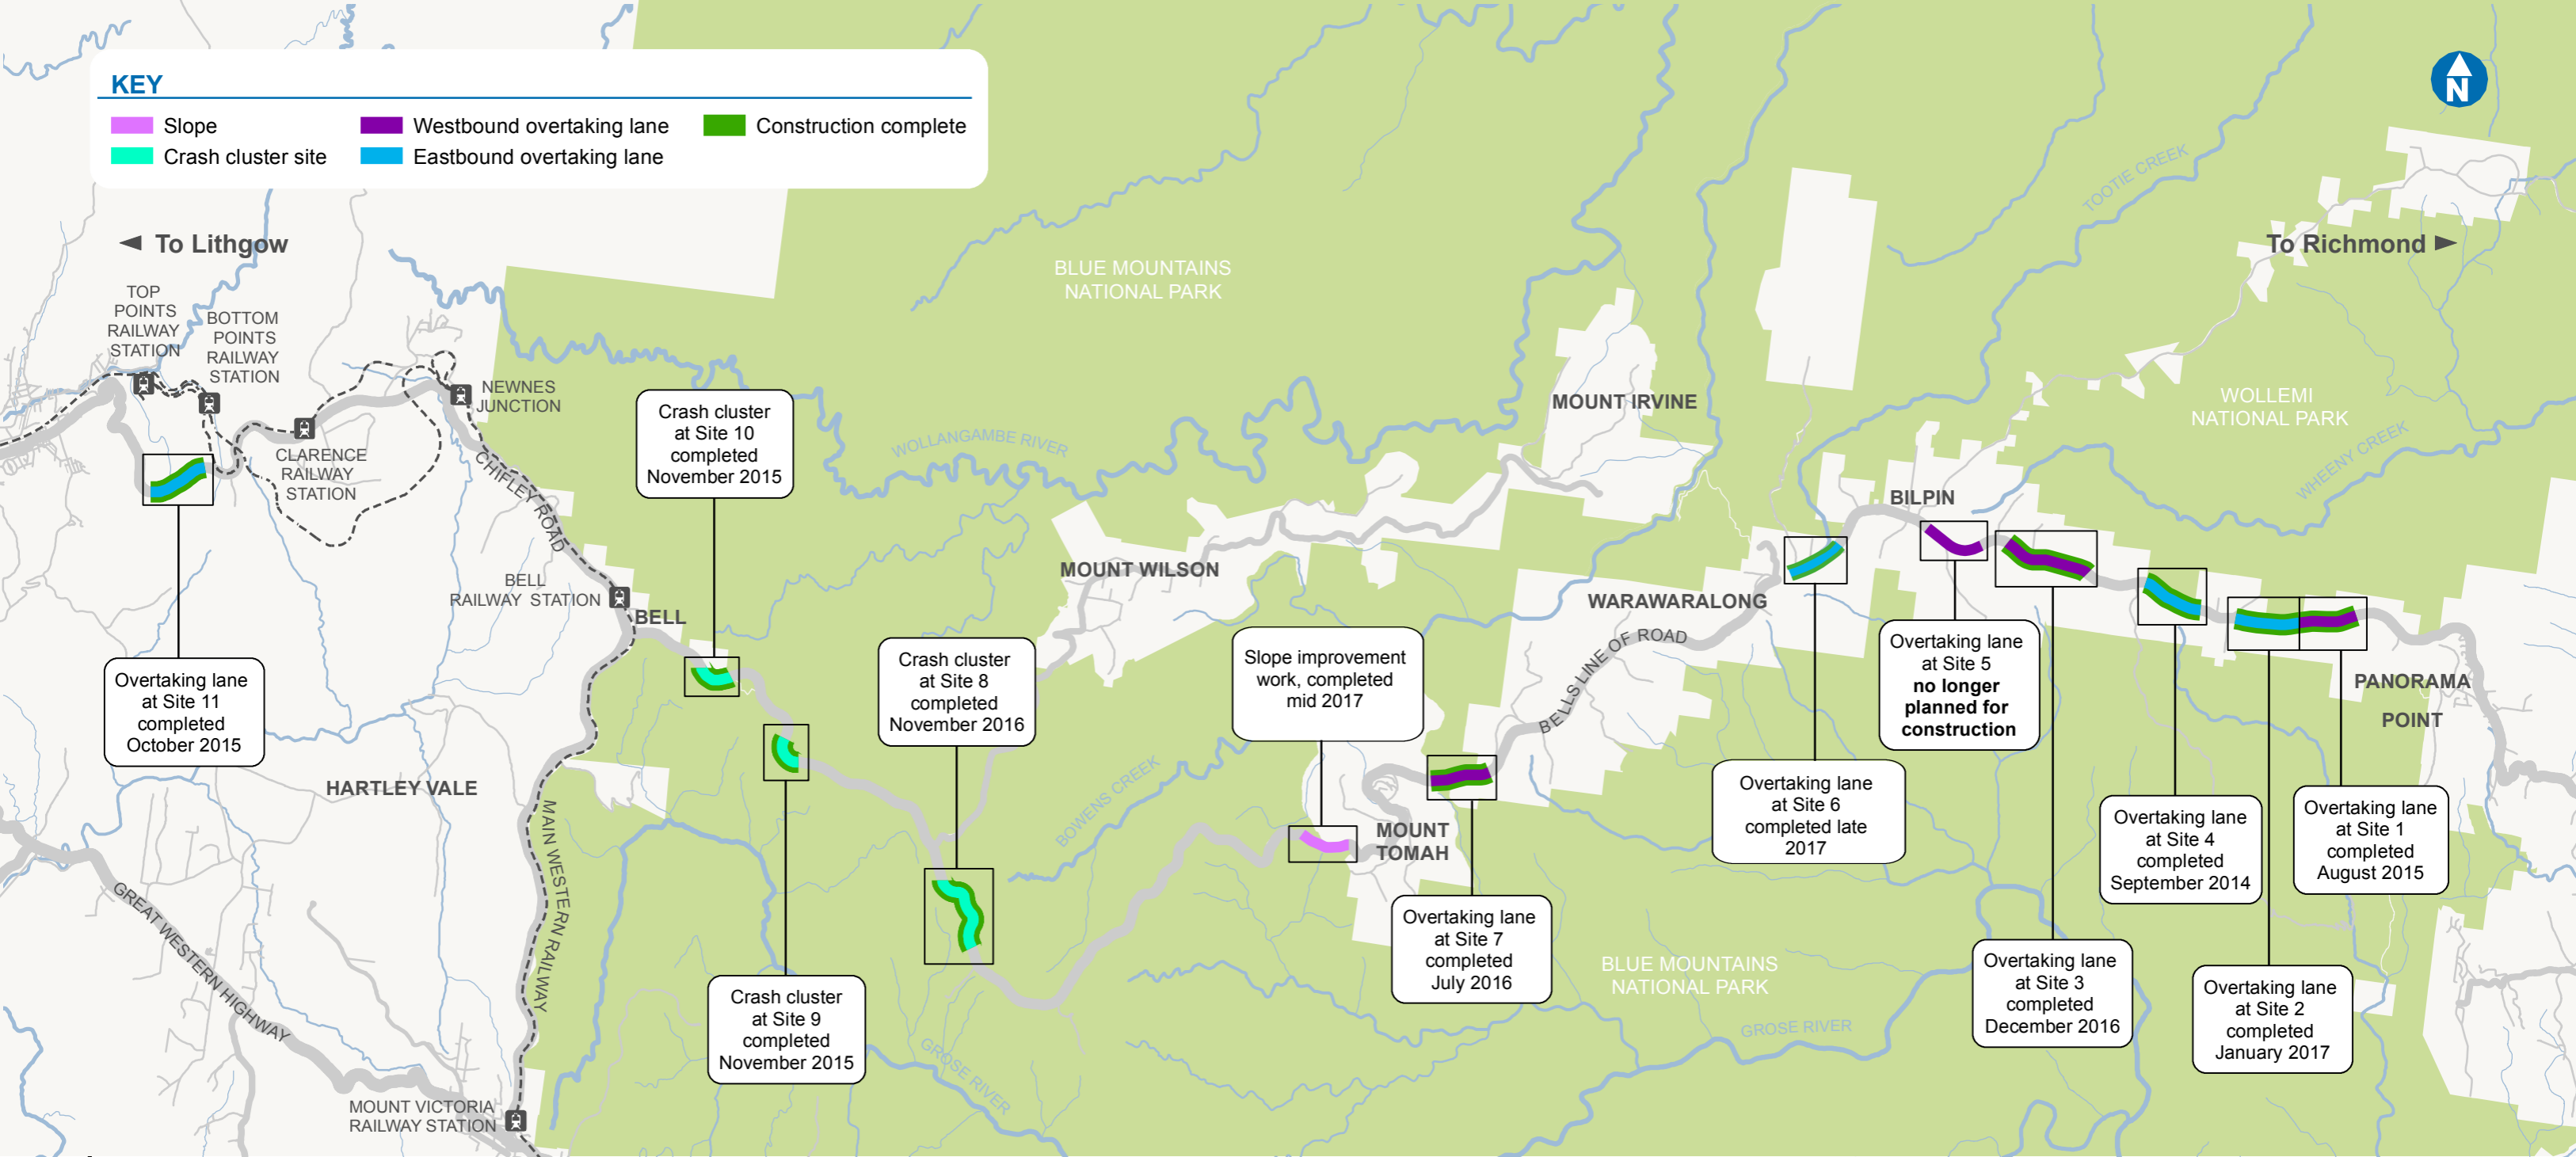 KEY
Slope
Westbound overtaking lane
Construction complete
Crash cluster site
Eastbound overtaking lane
N
To Lithgow
To Richmond
TOP
POINTS
RAILWAY
STATION
BOTTOM
POINTS
RAILWAY
STATION
NEWNES
JUNCTION
CLARENCE
RAILWAY
STATION
CHIFLEY ROAD
BELL
RAILWAY STATION
BELL
HARTLEY VALE
MAIN WESTERN RAILWAY
GREAT WESTERN HIGHWAY
MOUNT VICTORIA
RAILWAY STATION
BLUE MOUNTAINS
NATIONAL PARK
WOLLANGAMBE RIVER
MOUNT WILSON
MOUNT IRVINE
BOWENS CREEK
GROSE RIVER
MOUNT
TOMAH
BELLS LINE OF ROAD
WARAWARALONG
BILPIN
TOOTIE CREEK
WOLLEMI
NATIONAL PARK
WHEENY CREEK
PANORAMA
POINT
BLUE MOUNTAINS
NATIONAL PARK
GROSE RIVER
Overtaking lane
at Site 11
completed
October 2015
Crash cluster
at Site 10
completed
November 2015
Crash cluster
at Site 9
completed
November 2015
Crash cluster
at Site 8
completed
November 2016
Slope improvement
work, completed
mid 2017
Overtaking lane
at Site 7
completed
July 2016
Overtaking lane
at Site 6
completed late
2017
Overtaking lane
at Site 5
no longer
planned for
construction
Overtaking lane
at Site 3
completed
December 2016
Overtaking lane
at Site 4
completed
September 2014
Overtaking lane
at Site 2
completed
January 2017
Overtaking lane
at Site 1
completed
August 2015